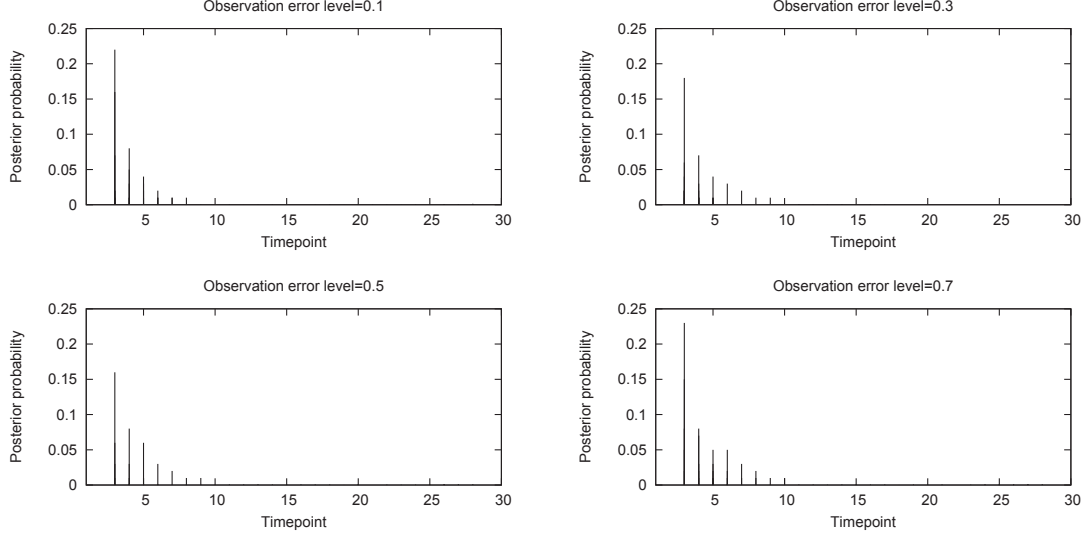 Observation error level=0.1
0.25
0.2
0.15
0.1
0.05
0
Posterior probability
5 10 15 20 25 30
Timepoint
Observation error level=0.3
0.25
0.2
0.15
0.1
0.05
0
Posterior probability
5 10 15 20 25 30
Timepoint
Observation error level=0.5
0.25
0.2
0.15
0.1
0.05
0
Posterior probability
5 10 15 20 25 30
Timepoint
Observation error level=0.7
0.25
0.2
0.15
0.1
0.05
0
Posterior probability
5 10 15 20 25 30
Timepoint